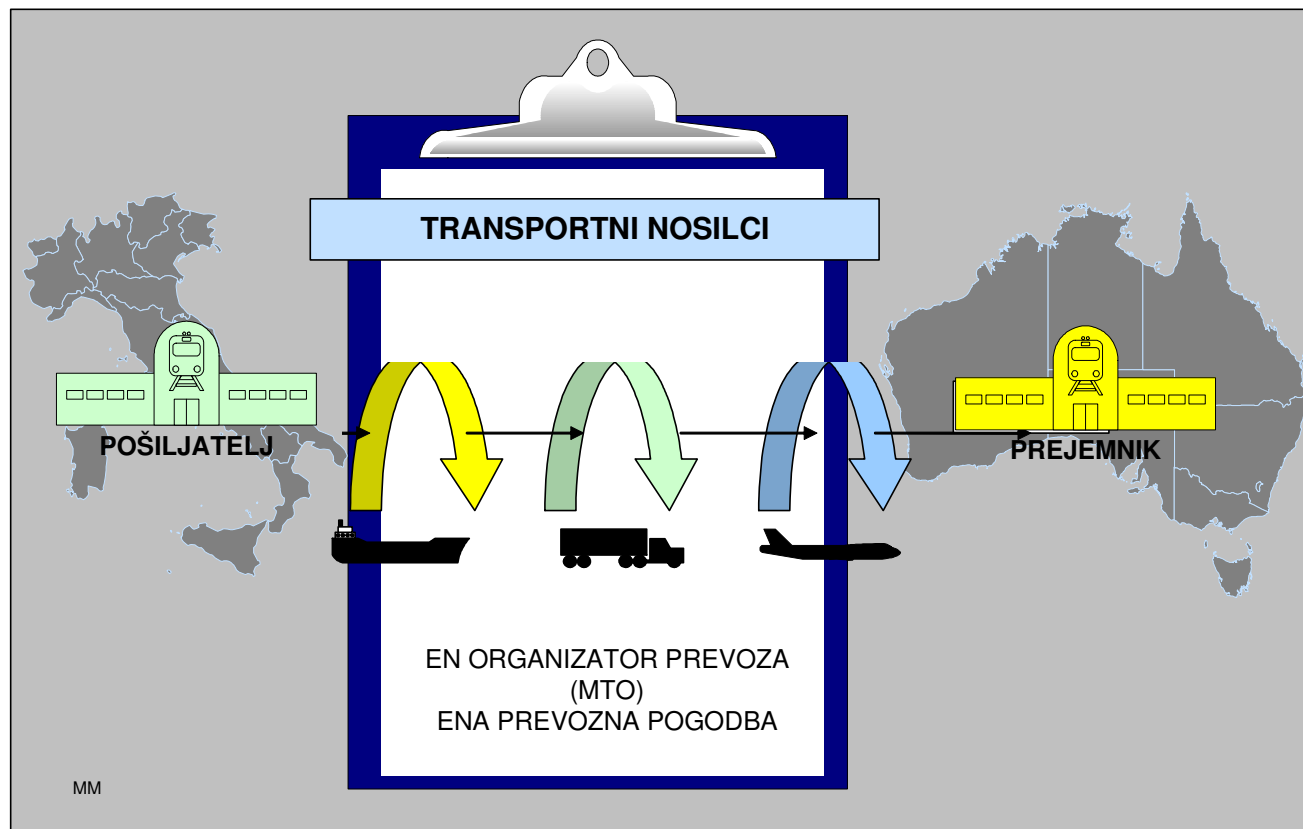 TRANSPORTNI NOSILCI
POŠILJATELJ
PREJEMNIK
EN ORGANIZATOR PREVOZA
(MTO)
ENA PREVOZNA POGODBA
MM